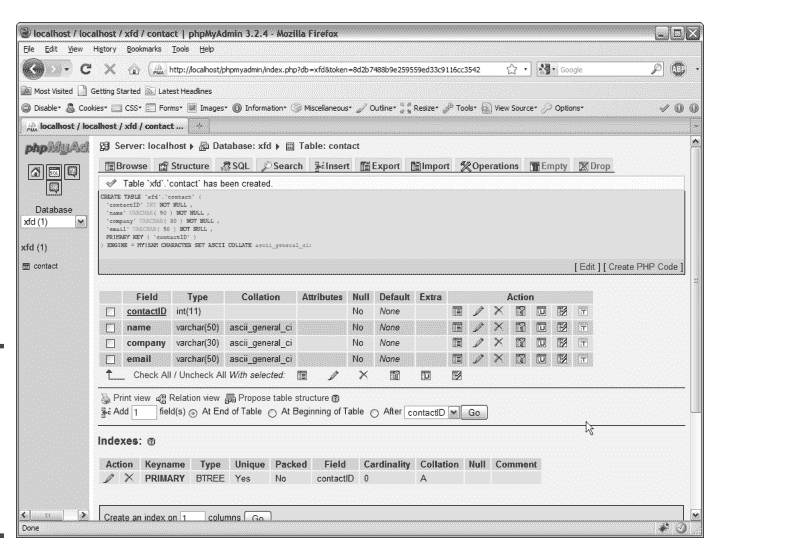 localhost / localhost / xfd / contact | phpMyAdmin 3.2.4 - Mozilla Firefox
File Edit View History Bookmarks Tools Help
http://localhost/phpmyadmin/index.php?db=xfd&token=8d2b7488b9e259559ed33c9116cc3542 Google ABP
Most Visited Getting Started Latest Headlines
Disable Cookies CSS Forms Images Information Miscellaneous Outline Resize Tools View Source Options
localhost / localhost / xfd / contact ...
phpMyAd
Server: localhost Database: xfd Table: contact
Browse Structure SQL Search Insert Export Import Operations Empty Drop
Table `xfd`.`contact` has been created.
CREATE TABLE `xfd`.`contact` (
`contactID` INT NOT NULL ,
`name` VARCHAR( 50 ) NOT NULL ,
`company` VARCHAR( 30 ) NOT NULL ,
`email` VARCHAR( 50 ) NOT NULL ,
PRIMARY KEY ( `contactID` )
) ENGINE = MYISAM CHARACTER SET ASCII COLLATE ascii_general_ci;
[ Edit ] [ Create PHP Code ]
Database
xfd (1)
xfd (1)
contact
Field Type Collation Attributes Null Default Extra Action
contactID int(11) No None
name varchar(50) ascii_general_ci No None
company varchar(30) ascii_general_ci No None
email varchar(50) ascii_general_ci No None
Check All / Uncheck All With selected:
Print view Relation view Propose table structure
Add 1 field(s) At End of Table At Beginning of Table After contactID Go
Indexes:
Action Keyname Type Unique Packed Field Cardinality Collation Null Comment
PRIMARY BTREE Yes No contactID 0 A
Create an index on 1 columns Go
Done